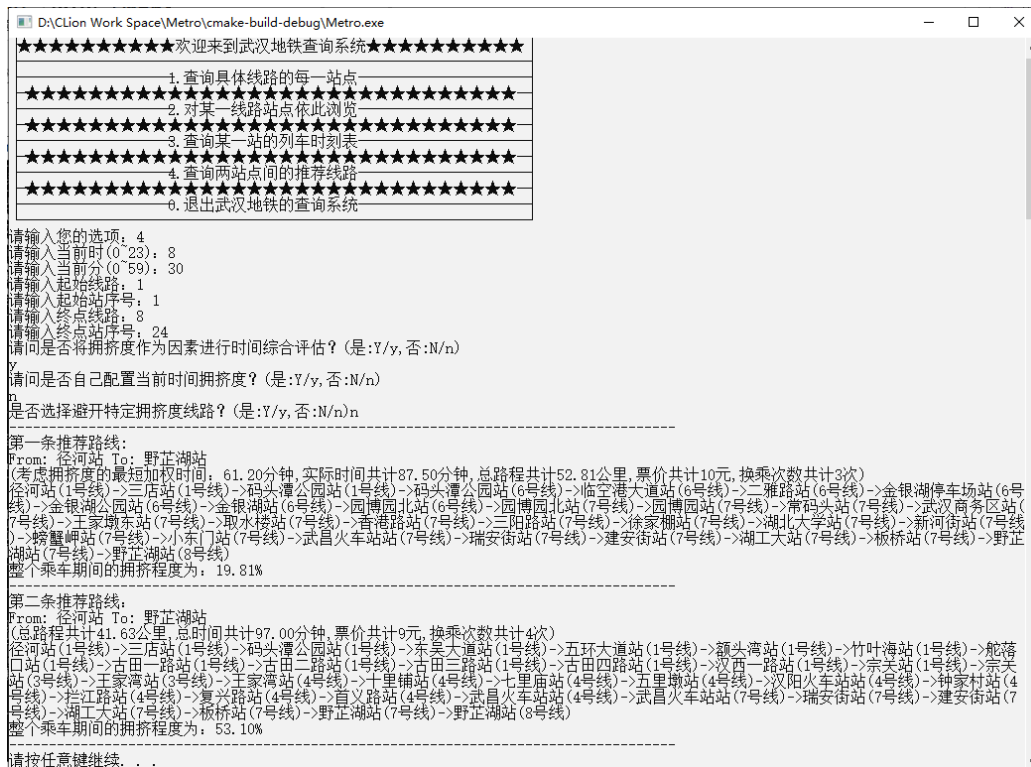 D:\CLion Work Space\Metro\cmake-build-debug\Metro.exe
★★★★★★★★★★欢迎来到武汉地铁查询系统★★★★★★★★★★
1.查询具体线路的每一站点
★★★★★★★★★★★★★★★★★★★★★★★★★★★★★★★
2.对某一线路站点依此浏览
★★★★★★★★★★★★★★★★★★★★★★★★★★★★★★★
3.查询某一站的列车时刻表
★★★★★★★★★★★★★★★★★★★★★★★★★★★★★★★
4.查询两站点间的推荐线路
★★★★★★★★★★★★★★★★★★★★★★★★★★★★★★★
0.退出武汉地铁的查询系统
请输入您的选项：4
请输入当前时(0~23)：8
请输入当前分(0~59)：30
请输入起始线路：1
请输入起始站序号：1
请输入终点线路：8
请输入终点站序号：24
请问是否将拥挤度作为因素进行时间综合评估？(是:Y/y,否:N/n)
y
请问是否自己配置当前时间拥挤度？(是:Y/y,否:N/n)
n
是否选择避开特定拥挤度线路？(是:Y/y,否:N/n)n
第一条推荐路线:
From: 径河站 To: 野芷湖站
(考虑拥挤度的最短加权时间：61.20分钟,实际时间共计87.50分钟,总路程共计52.81公里,票价共计10元,换乘次数共计3次)
径河站(1号线)->三店站(1号线)->码头潭公园站(1号线)->码头潭公园站(6号线)->临空港大道站(6号线)->二雅路站(6号线)->金银湖停车场站(6号
线)->金银湖公园站(6号线)->金银湖站(6号线)->园博园北站(6号线)->园博园北站(7号线)->园博园站(7号线)->常码头站(7号线)->武汉商务区站(
7号线)->王家墩东站(7号线)->取水楼站(7号线)->香港路站(7号线)->三阳路站(7号线)->徐家棚站(7号线)->湖北大学站(7号线)->新河街站(7号线
)->螃蟹岬站(7号线)->小东门站(7号线)->武昌火车站站(7号线)->瑞安街站(7号线)->建安街站(7号线)->湖工大站(7号线)->板桥站(7号线)->野芷
湖站(7号线)->野芷湖站(8号线)
整个乘车期间的拥挤程度为：19.81%
第二条推荐路线：
From: 径河站 To: 野芷湖站
(总路程共计41.63公里,总时间共计97.00分钟,票价共计9元,换乘次数共计4次)
径河站(1号线)->三店站(1号线)->码头潭公园站(1号线)->东吴大道站(1号线)->五环大道站(1号线)->额头湾站(1号线)->竹叶海站(1号线)->舵落
口站(1号线)->古田一路站(1号线)->古田二路站(1号线)->古田三路站(1号线)->古田四路站(1号线)->汉西一路站(1号线)->宗关站(1号线)->宗关
站(3号线)->王家湾站(3号线)->王家湾站(4号线)->十里铺站(4号线)->七里庙站(4号线)->五里墩站(4号线)->汉阳火车站站(4号线)->钟家村站(4
号线)->拦江路站(4号线)->复兴路站(4号线)->首义路站(4号线)->武昌火车站站(4号线)->武昌火车站站(7号线)->瑞安街站(7号线)->建安街站(7
号线)->湖工大站(7号线)->板桥站(7号线)->野芷湖站(7号线)->野芷湖站(8号线)
整个乘车期间的拥挤程度为：53.10%
请按任意键继续. . .